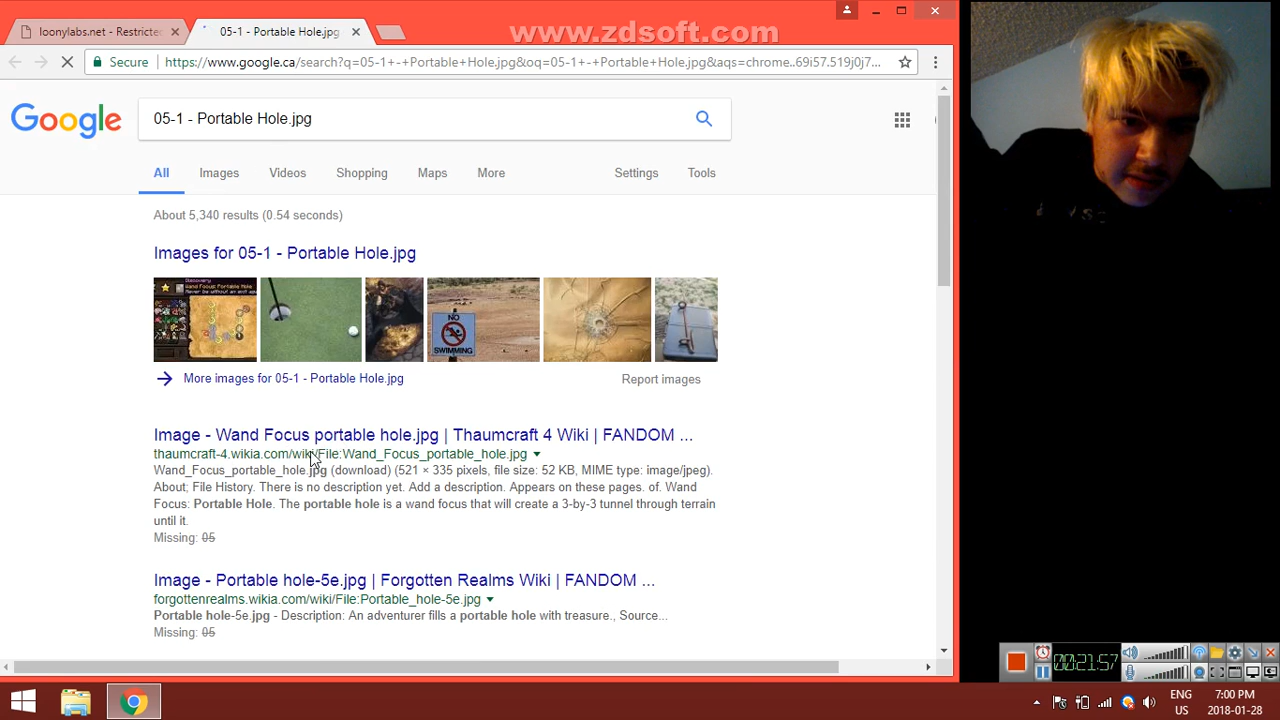 loonylabs.net - Restricted
05-1 - Portable Hole.jpg
www.zdsoft.com
Secure
https://www.google.ca/search?q=05-1+-+Portable+Hole.jpg&oq=05-1+-+Portable+Hole.jpg&aqs=chrome..69i57.519j0j7...
Google
05-1 - Portable Hole.jpg
All Images Videos Shopping Maps More Settings Tools
About 5,340 results (0.54 seconds)
Images for 05-1 - Portable Hole.jpg
Wand Focus: Portable Hole
NO
SWIMMING
More images for 05-1 - Portable Hole.jpg
Report images
Image - Wand Focus portable hole.jpg | Thaumcraft 4 Wiki | FANDOM ...
thaumcraft-4.wikia.com/wiki/File:Wand_Focus_portable_hole.jpg
Wand_Focus_portable_hole.jpg (download) (521 × 335 pixels, file size: 52 KB, MIME type: image/jpeg).
About; File History. There is no description yet. Add a description. Appears on these pages. of. Wand
Focus: Portable Hole. The portable hole is a wand focus that will create a 3-by-3 tunnel through terrain
until it.
Missing: 05
Image - Portable hole-5e.jpg | Forgotten Realms Wiki | FANDOM ...
forgottenrealms.wikia.com/wiki/File:Portable_hole-5e.jpg
Portable hole-5e.jpg - Description: An adventurer fills a portable hole with treasure., Source...
Missing: 05
00:21:57
ENG
US
7:00 PM
2018-01-28